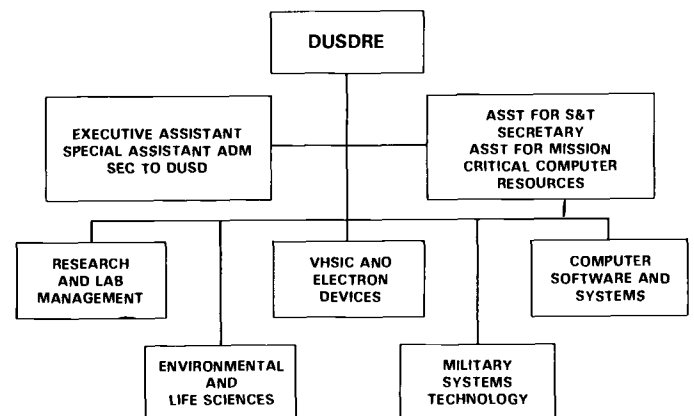 DUSDRE
EXECUTIVE ASSISTANT
SPECIAL ASSISTANT ADM
SEC TO DUSD
ASST FOR S&T
SECRETARY
ASST FOR MISSION
CRITICAL COMPUTER
RESOURCES
RESEARCH
AND LAB
MANAGEMENT
VHSIC ANO
ELECTRON
DEVICES
COMPUTER
SOFTWARE AND
SYSTEMS
ENVIRONMENTAL
AND
LIFE SCIENCES
MILITARY
SYSTEMS
TECHNOLOGY